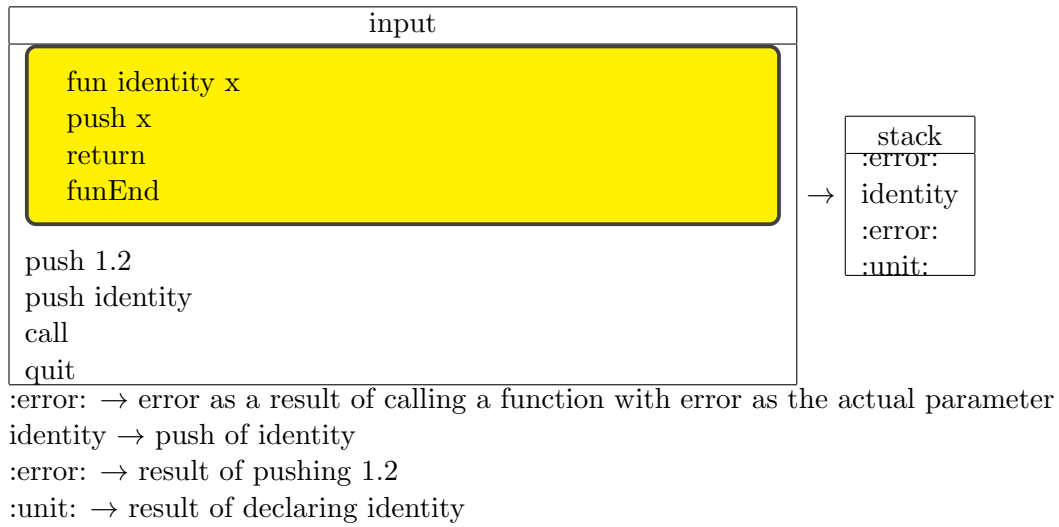 input
fun identity x
push x
return
funEnd
push 1.2
push identity
call
quit
→
stack
:error:
identity
:error:
:unit:
:error: → error as a result of calling a function with error as the actual parameter
identity → push of identity
:error: → result of pushing 1.2
:unit: → result of declaring identity